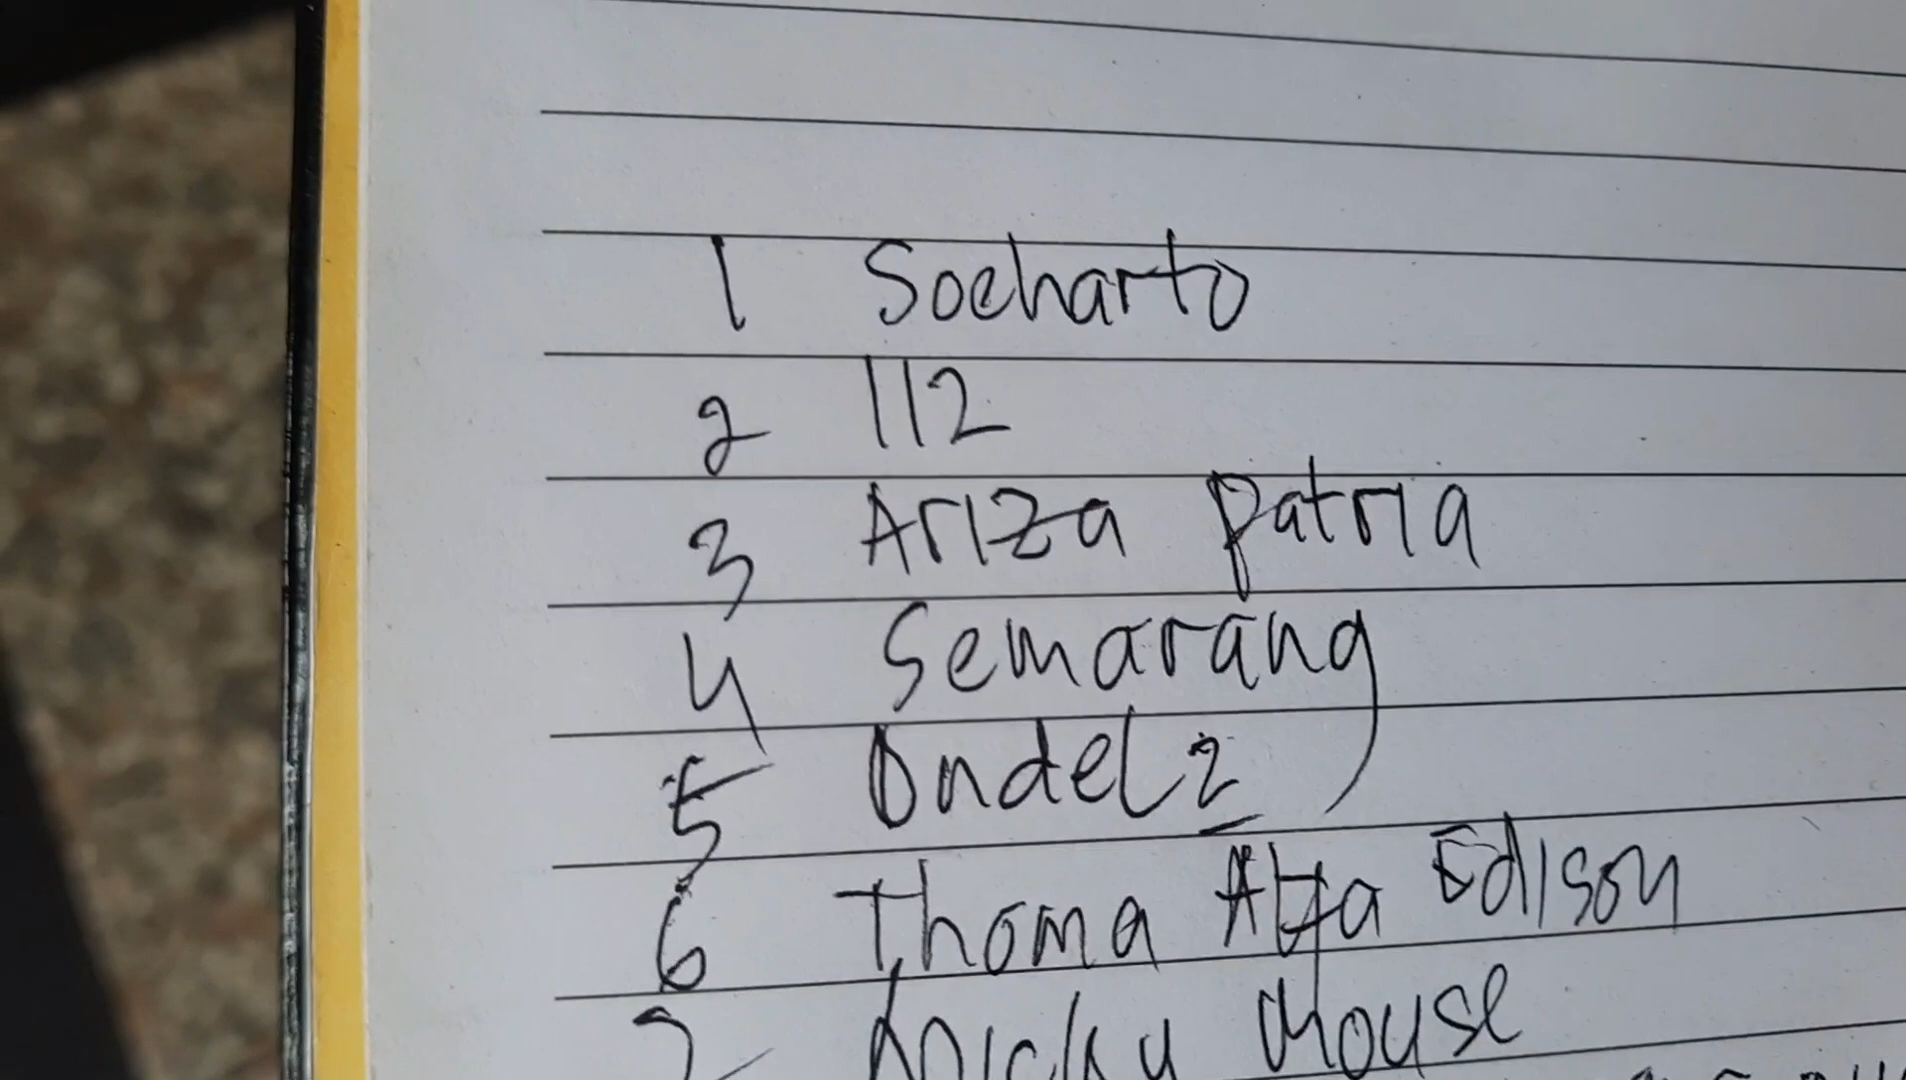 1 Soeharto
2 112
3 Ariza patria
4 Semarang
5 Ondel2
6 Thoma Alfa Edison
7 Micky Mouse